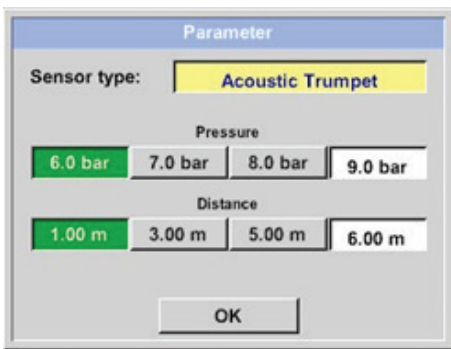 Parameter
Sensor type: Acoustic Trumpet
Pressure
6.0 bar 7.0 bar 8.0 bar 9.0 bar
Distance
1.00 m 3.00 m 5.00 m 6.00 m
OK